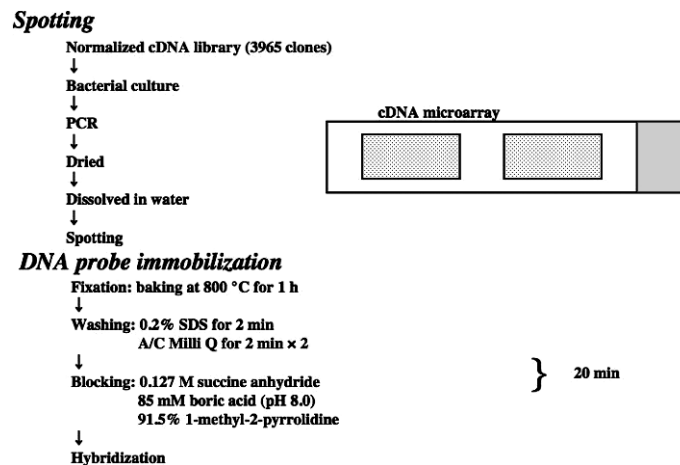 Spotting
Normalized cDNA library (3965 clones)
↓
Bacterial culture
↓
PCR
↓
Dried
↓
Dissolved in water
↓
Spotting
cDNA microarray
DNA probe immobilization
Fixation: baking at 800 °C for 1 h
↓
Washing: 0.2% SDS for 2 min
A/C Milli Q for 2 min × 2
↓
Blocking: 0.127 M succine anhydride
85 mM boric acid (pH 8.0)
91.5% 1-methyl-2-pyrrolidine
} 20 min
↓
Hybridization